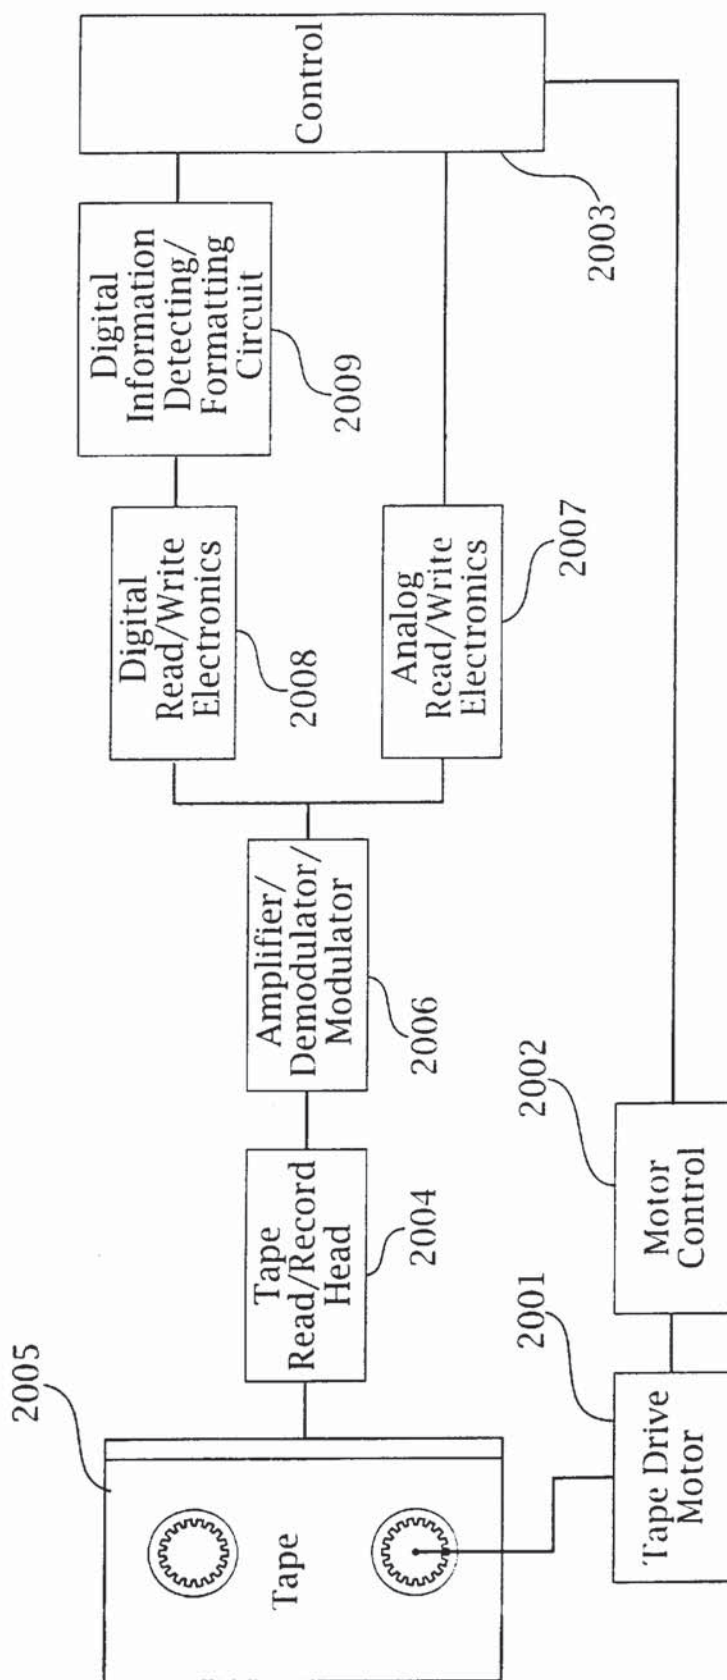 2005
Tape
Tape
Read/Record
Head
2004
Amplifier/
Demodulator/
Modulator
2006
Digital
Read/Write
Electronics
2008
Digital
Information
Detecting/
Formatting
Circuit
2009
Analog
Read/Write
Electronics
2007
Control
2003
Tape Drive
Motor
2001
Motor
Control
2002